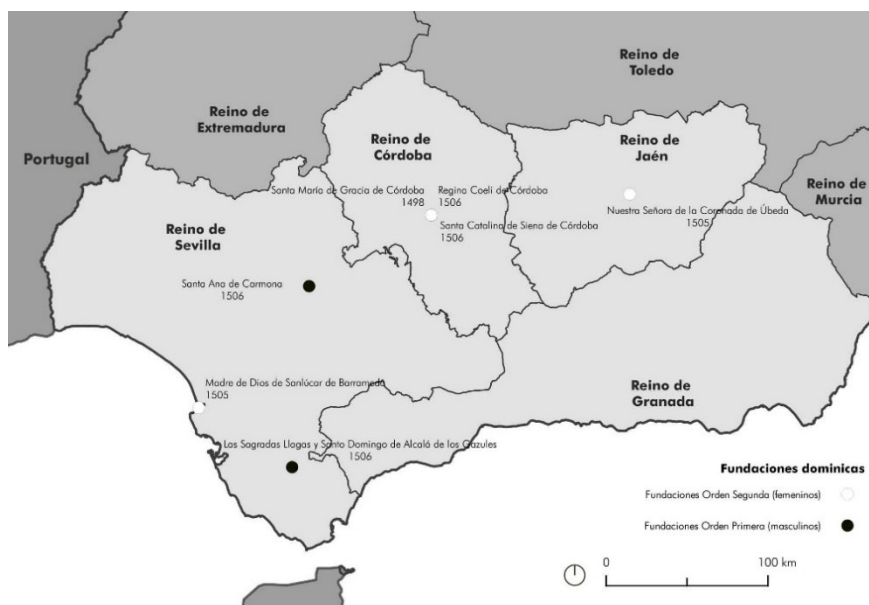 Reino de
Toledo
Reino de
Extremadura
Reino de
Córdoba
Reino de
Jaén
Portugal
Reino de
Murcia
Santa María de Gracia de Córdoba
1498
Regina Coeli de Córdoba
1506
Santa Catalina de Siena de Córdoba
1506
Nuestra Señora de la Coronada de Úbeda
1505
Reino de
Sevilla
Santa Ana de Carmona
1506
Madre de Dios de Sanlúcar de Barrameda
1505
Reino de
Granada
Las Sagradas Llagas y Santo Domingo de Alcalá de los Gazules
1506
Fundaciones dominicas
Fundaciones Orden Segunda (femeninos)
Fundaciones Orden Primera (masculinos)
0
100 km